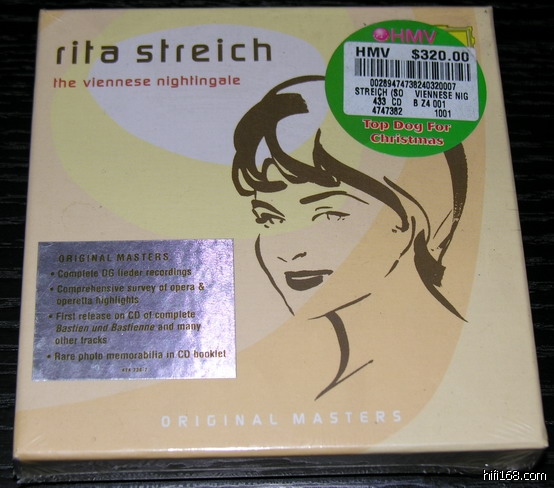 rita streich
the viennese nightingale
HMV
HMV $320.00
00289474738240320007
STREICH (SO VIENNESE NIG
433 CD B Z4 001
4747382 1001
Top Dog For
Christmas
ORIGINAL MASTERS
• Complete DG lieder recordings
• Comprehensive survey of opera &
operetta highlights
• First release on CD of complete
Bastien und Bastienne and many
other tracks
• Rare photo memorabilia in CD booklet
ORIGINAL MASTERS
hifi168.com